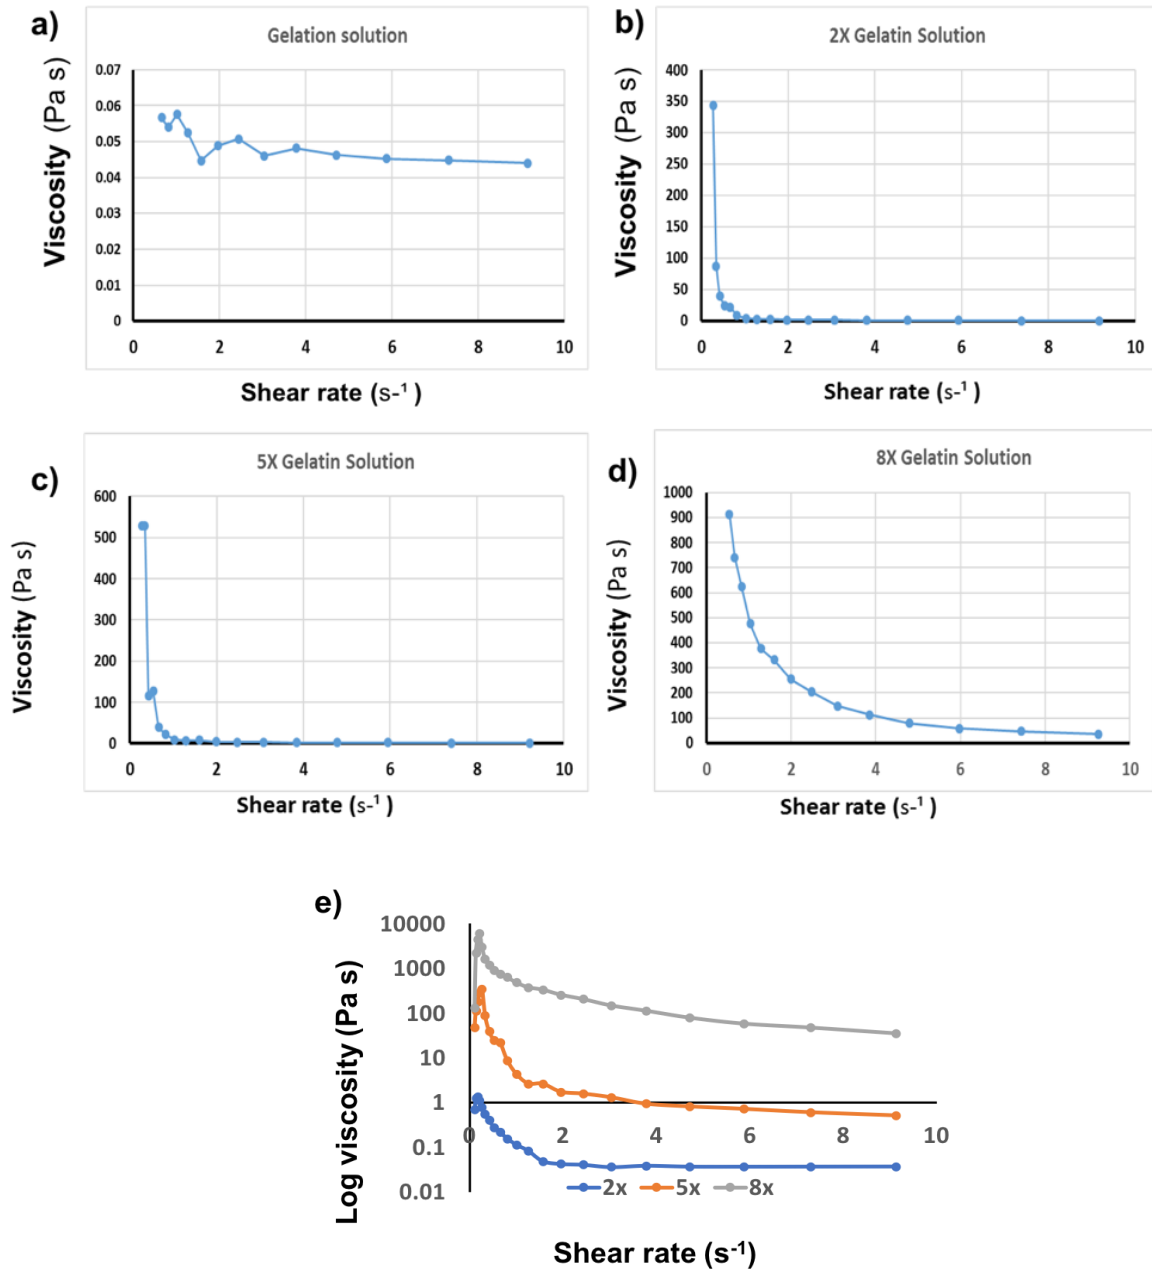 a)
Gelation solution
Viscosity (Pa s)
0.07
0.06
0.05
0.04
0.03
0.02
0.01
0
0 2 4 6 8 10
Shear rate (s-¹ )
b)
2X Gelatin Solution
Viscosity (Pa s)
400
350
300
250
200
150
100
50
0
0 2 4 6 8 10
Shear rate (s-¹ )
c)
5X Gelatin Solution
Viscosity (Pa s)
600
500
400
300
200
100
0
0 2 4 6 8 10
Shear rate (s-¹ )
d)
8X Gelatin Solution
Viscosity (Pa s)
1000
900
800
700
600
500
400
300
200
100
0
0 2 4 6 8 10
Shear rate (s-¹ )
e)
Log viscosity (Pa s)
10000
1000
100
10
1
0.1
0.01
0 2 4 6 8 10
2x 5x 8x
Shear rate (s⁻¹)